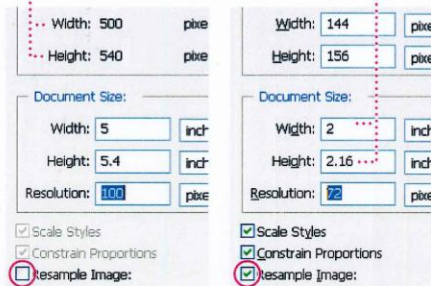 Width: 500 pixe
Height: 540 pixe
Document Size:
Width: 5 inch
Height: 5.4 inch
Resolution: 100 pixe
Scale Styles
Constrain Proportions
Resample Image:
Width: 144 pixe
Height: 156 pixe
Document Size:
Width: 2 inch
Height: 2.16 inch
Resolution: 72 pixe
Scale Styles
Constrain Proportions
Resample Image: